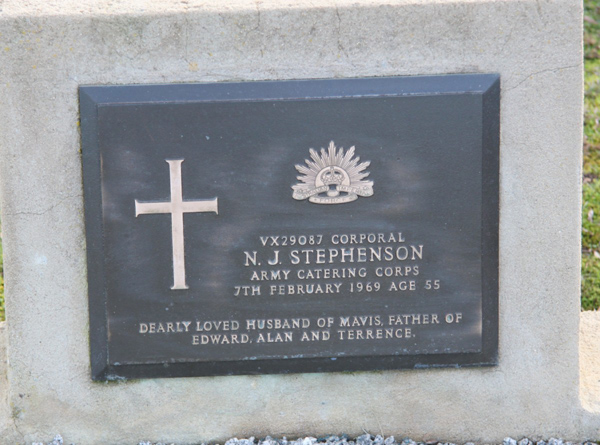 VX29087 CORPORAL
N. J. STEPHENSON
ARMY CATERING CORPS
7TH FEBRUARY 1969 AGE 55
DEARLY LOVED HUSBAND OF MAVIS, FATHER OF
EDWARD, ALAN AND TERRENCE.